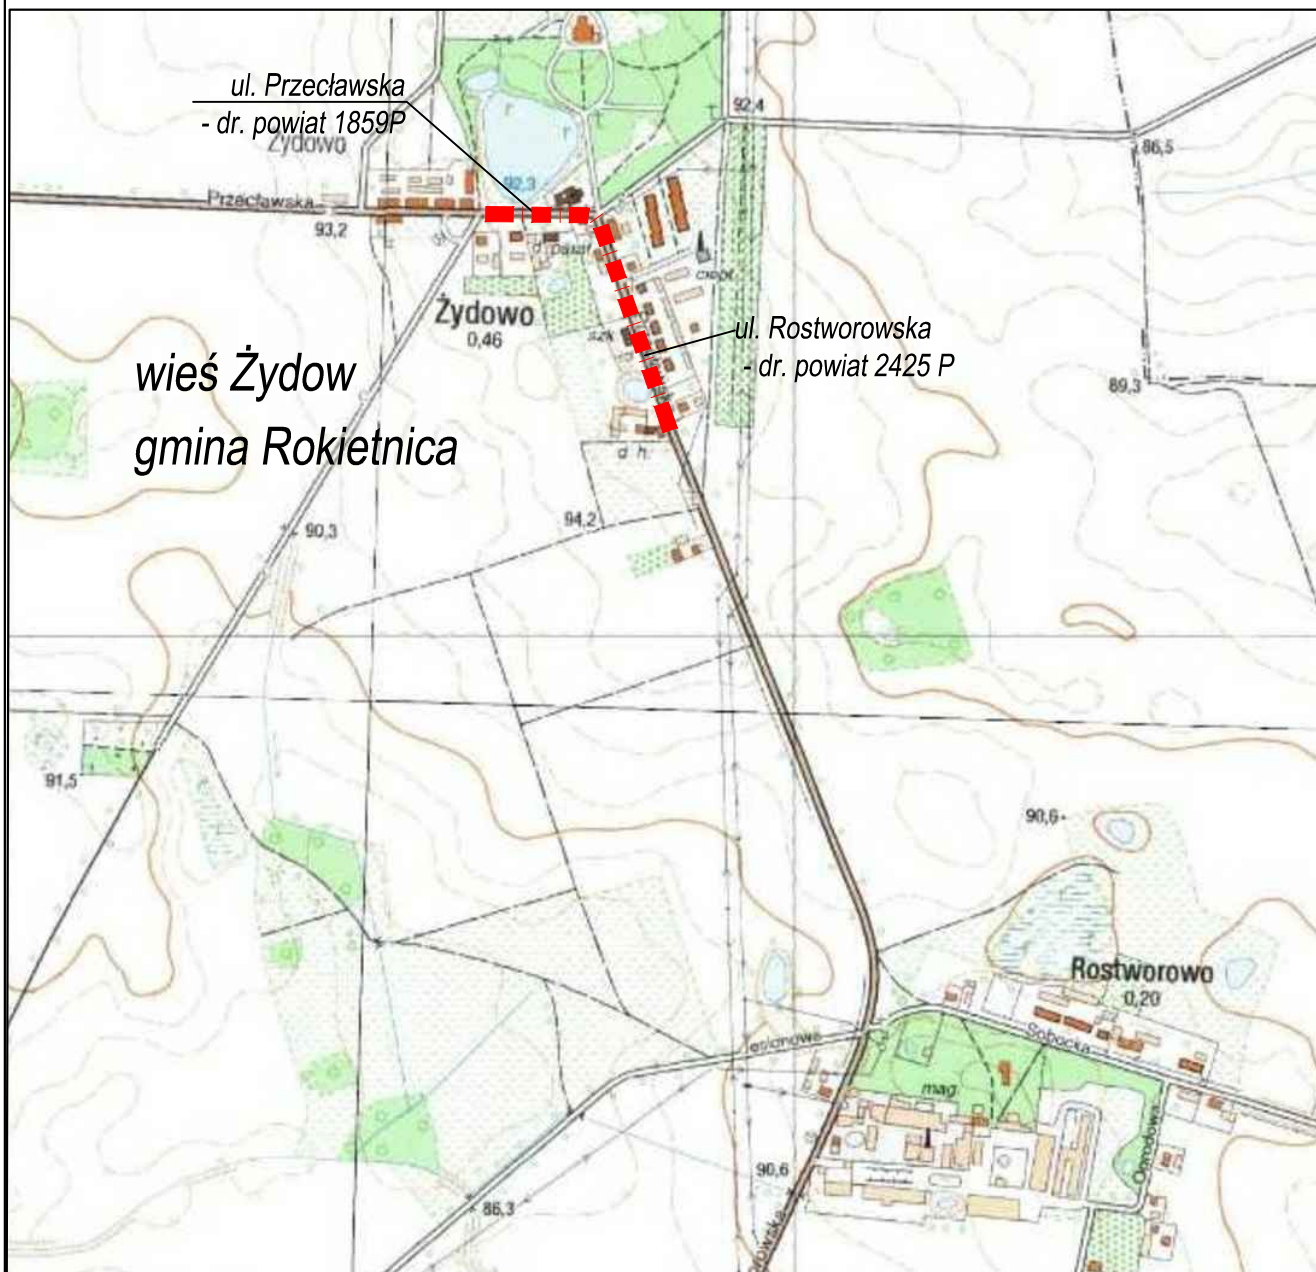 ul. Przecławska
- dr. powiat 1859P
92,4
Żydowo
86,5
92,3
Przecławska
93,2
ciepł
Żydowo
0,46
szk
ul. Rostworowska
- dr. powiat 2425 P
wieś Żydow
gmina Rokietnica
89,3
d h.
94,2
90,3
91,5
90,6
Rostworowo
0,20
Sobocka
mag
Ogrodowa
90,6
86,3